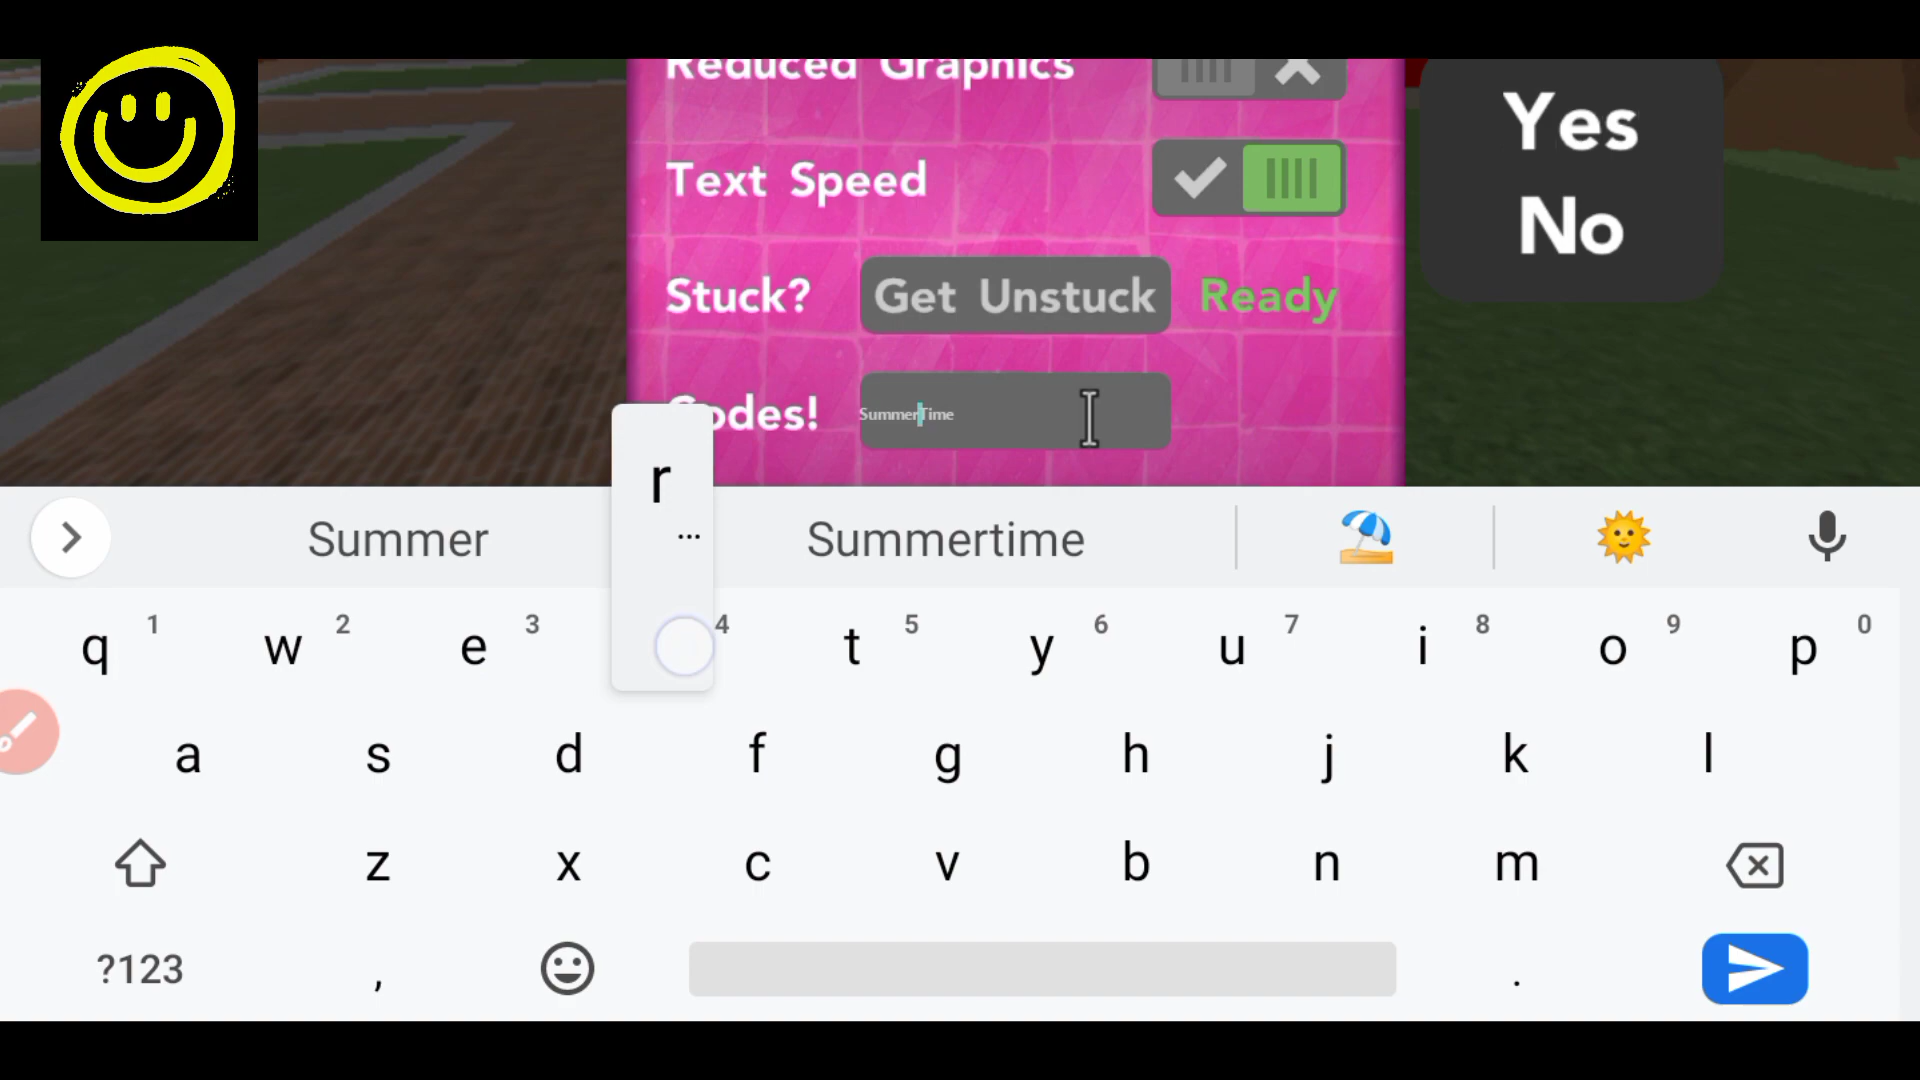 Reduced Graphics
Yes
No
Text Speed
Stuck? Get Unstuck Ready
Codes! SummerTime
r
...
Summer Summertime
q 1 w 2 e 3 4 t 5 y 6 u 7 i 8 o 9 p 0
a s d f g h j k l
z x c v b n m
?123 , .